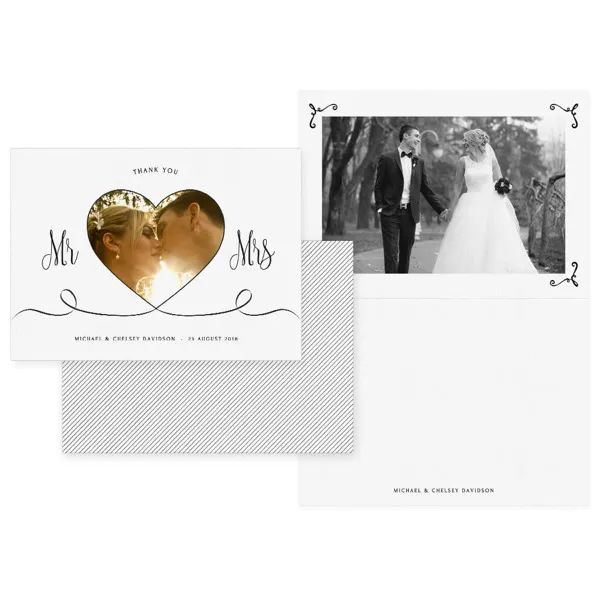 THANK YOU
Mr Mrs
MICHAEL & CHELSEY DAVIDSON - 25 AUGUST 2018
MICHAEL & CHELSEY DAVIDSON